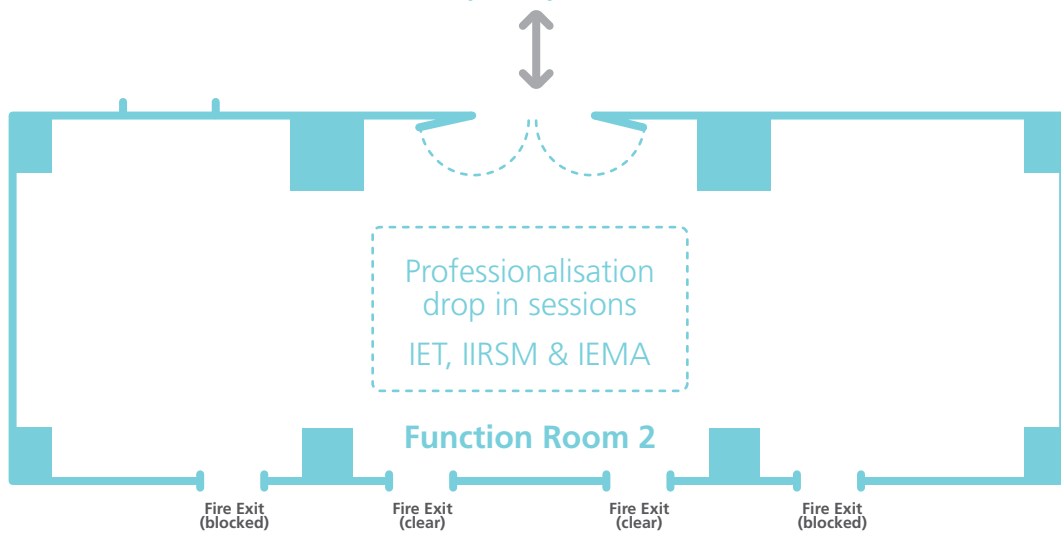 Professionalisation
drop in sessions
IET, IIRSM & IEMA
Function Room 2
Fire Exit
(blocked)
Fire Exit
(clear)
Fire Exit
(clear)
Fire Exit
(blocked)